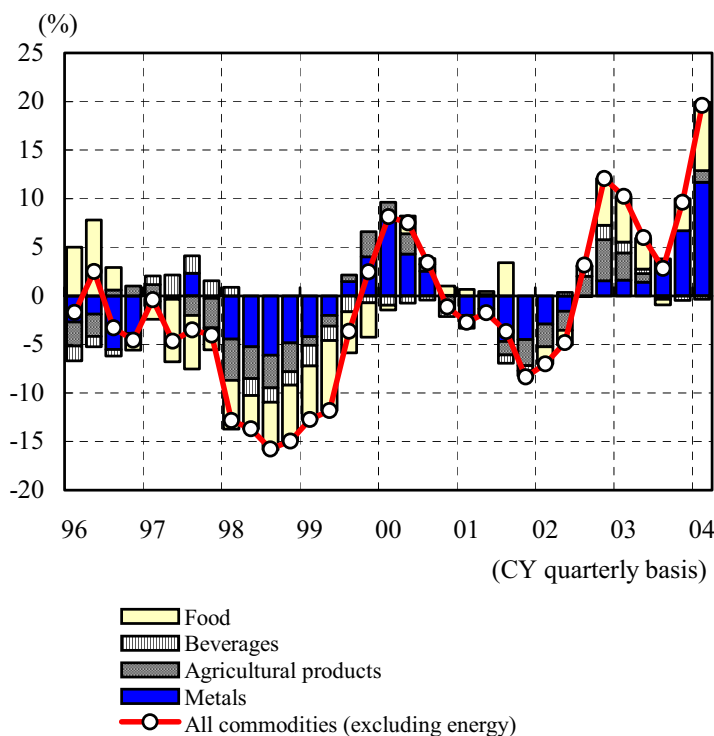 (%)
25
20
15
10
5
0
-5
-10
-15
-20
96 97 98 99 00 01 02 03 04
(CY quarterly basis)
Food
Beverages
Agricultural products
Metals
All commodities (excluding energy)